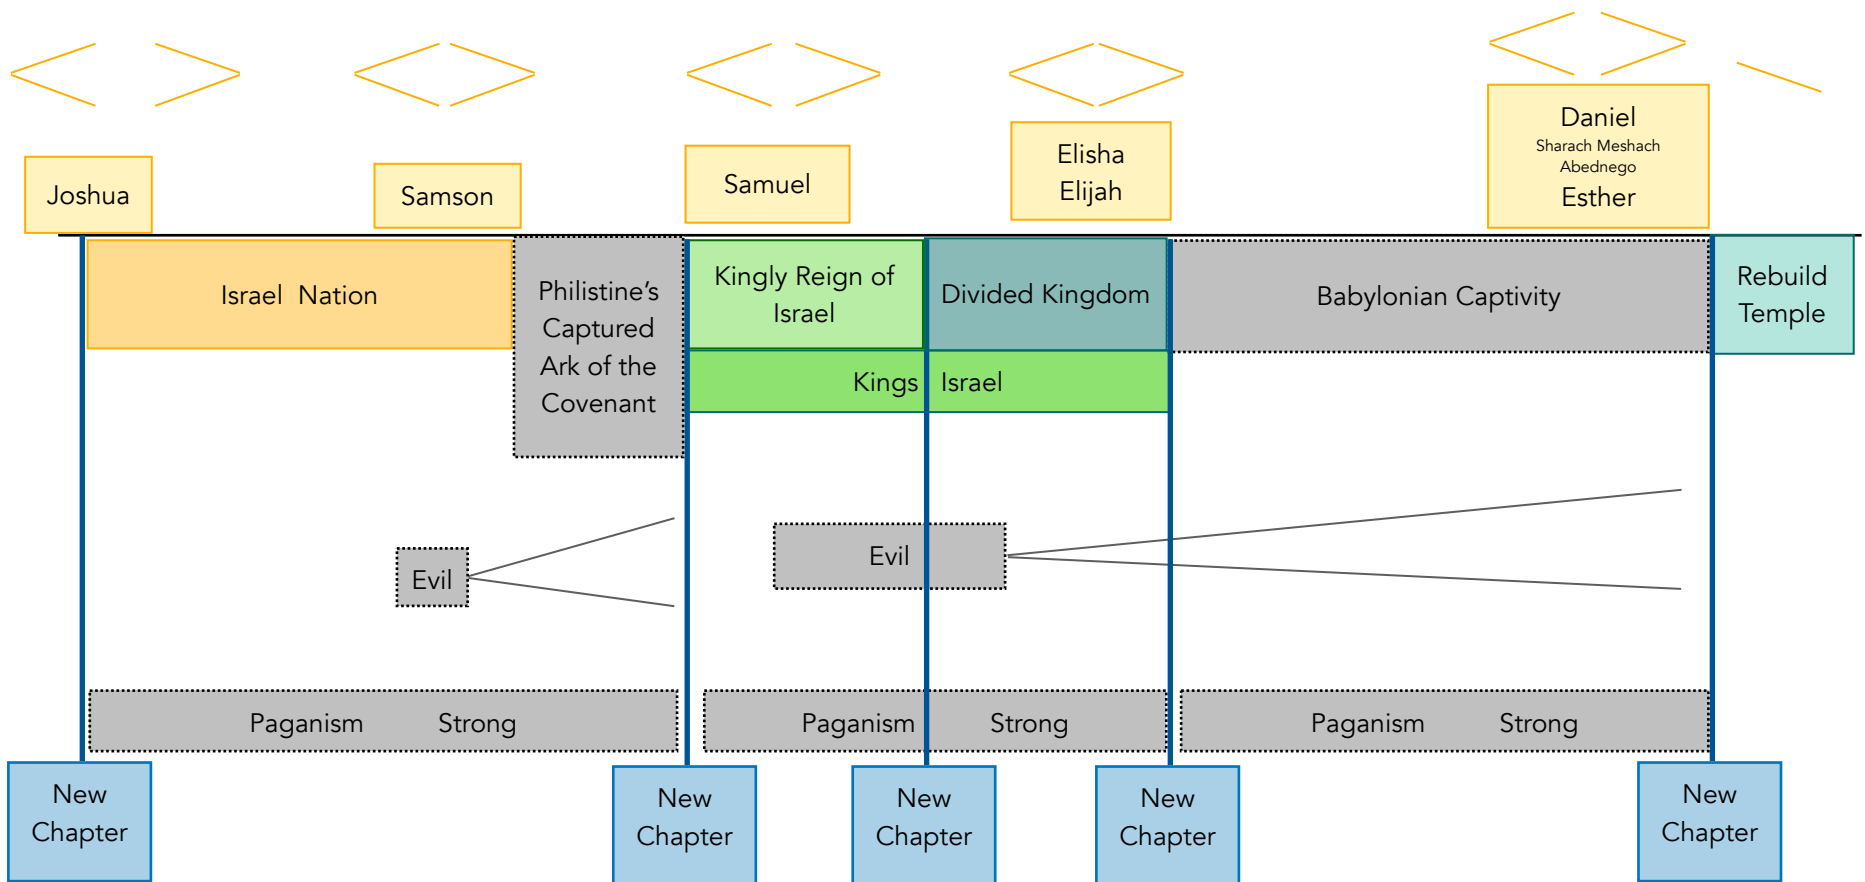 Joshua
Samson
Samuel
Elisha
Elijah
Daniel
Sharach Meshach
Abednego
Esther
Israel Nation
Philistine's
Captured
Ark of the
Covenant
Kingly Reign of
Israel
Divided Kingdom
Kings Israel
Babylonian Captivity
Rebuild
Temple
Evil
Evil
Paganism Strong
Paganism Strong
Paganism Strong
New
Chapter
New
Chapter
New
Chapter
New
Chapter
New
Chapter